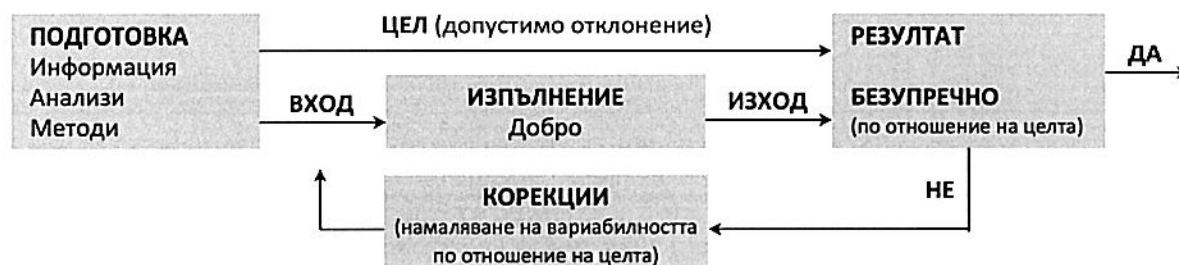 ПОДГОТОВКА
Информация
Анализи
Методи
ЦЕЛ (допустимо отклонение)
ВХОД
ИЗПЪЛНЕНИЕ
Добро
ИЗХОД
РЕЗУЛТАТ
БЕЗУПРЕЧНО
(по отношение на целта)
ДА
НЕ
КОРЕКЦИИ
(намаляване на вариабилността
по отношение на целта)